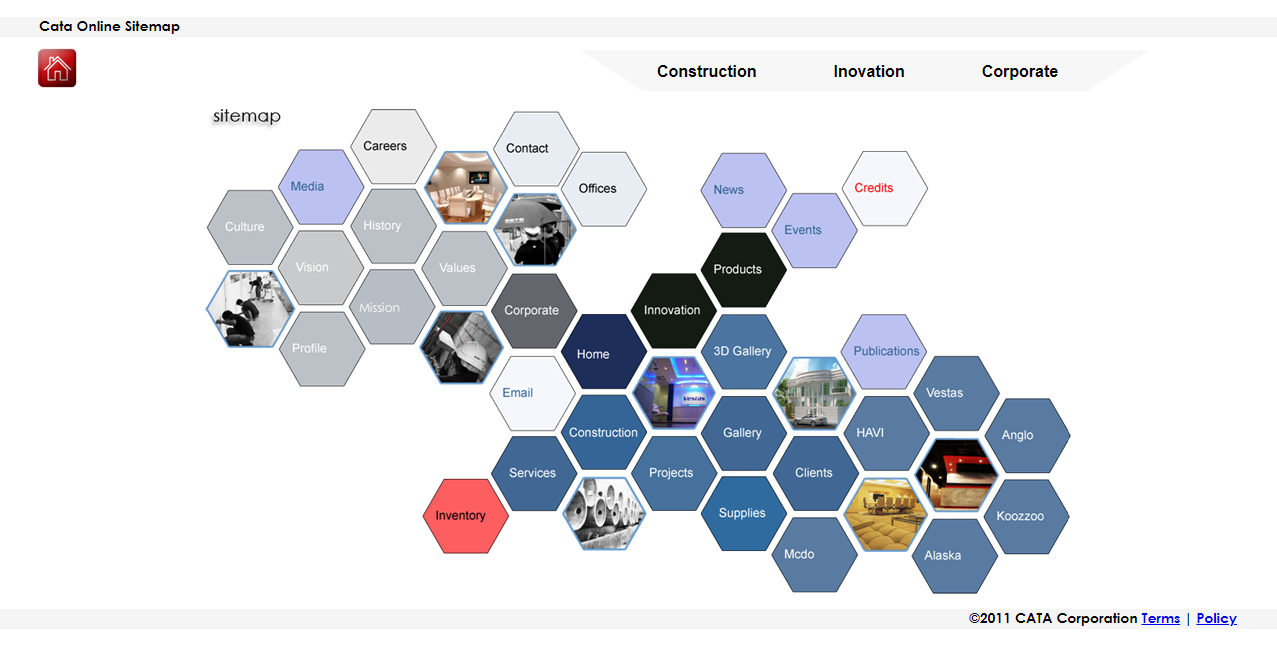 Cata Online Sitemap
Construction
Inovation
Corporate
sitemap
Careers
Contact
Media
Offices
News
Credits
Culture
History
Events
Vision
Values
Products
Mission
Corporate
Innovation
Profile
Home
3D Gallery
Publications
Email
Vestas
Vestas
Construction
Gallery
HAVI
Anglo
Services
Projects
Clients
Inventory
Supplies
Koozzoo
Mcdo
Alaska
©2011 CATA Corporation Terms | Policy